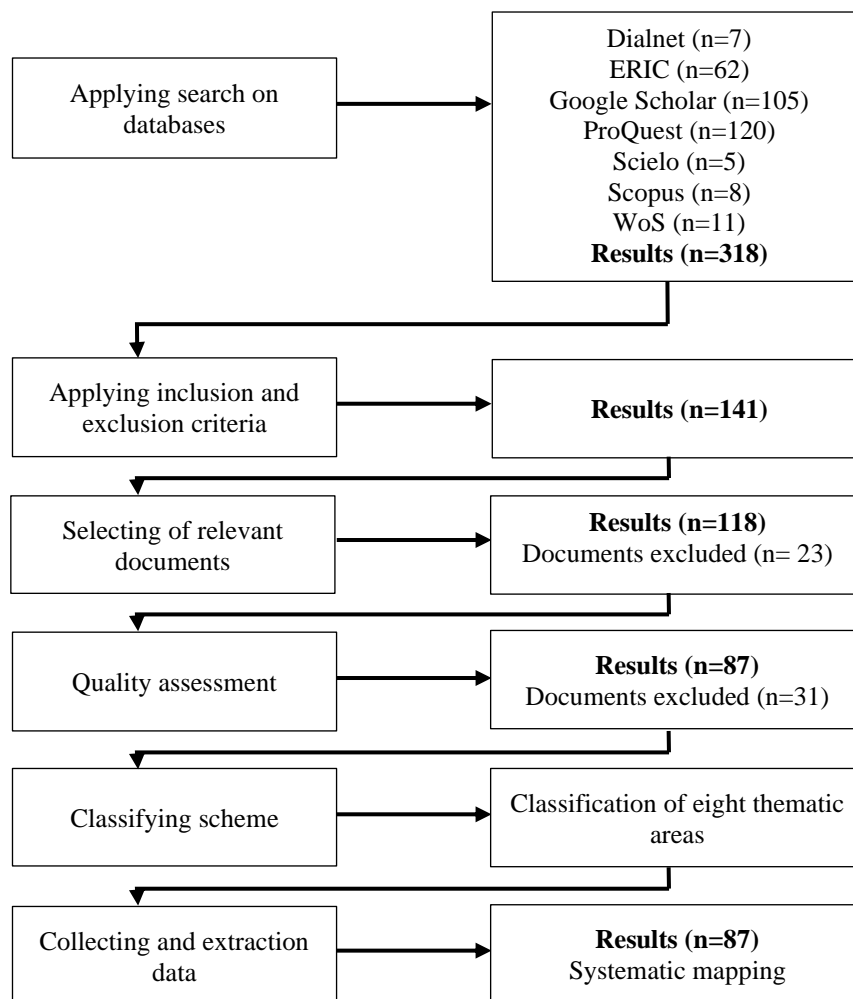 Applying search on
databases
Dialnet (n=7)
ERIC (n=62)
Google Scholar (n=105)
ProQuest (n=120)
Scielo (n=5)
Scopus (n=8)
WoS (n=11)
Results (n=318)
Applying inclusion and
exclusion criteria
Results (n=141)
Selecting of relevant
documents
Results (n=118)
Documents excluded (n= 23)
Quality assessment
Results (n=87)
Documents excluded (n=31)
Classifying scheme
Classification of eight thematic
areas
Collecting and extraction
data
Results (n=87)
Systematic mapping